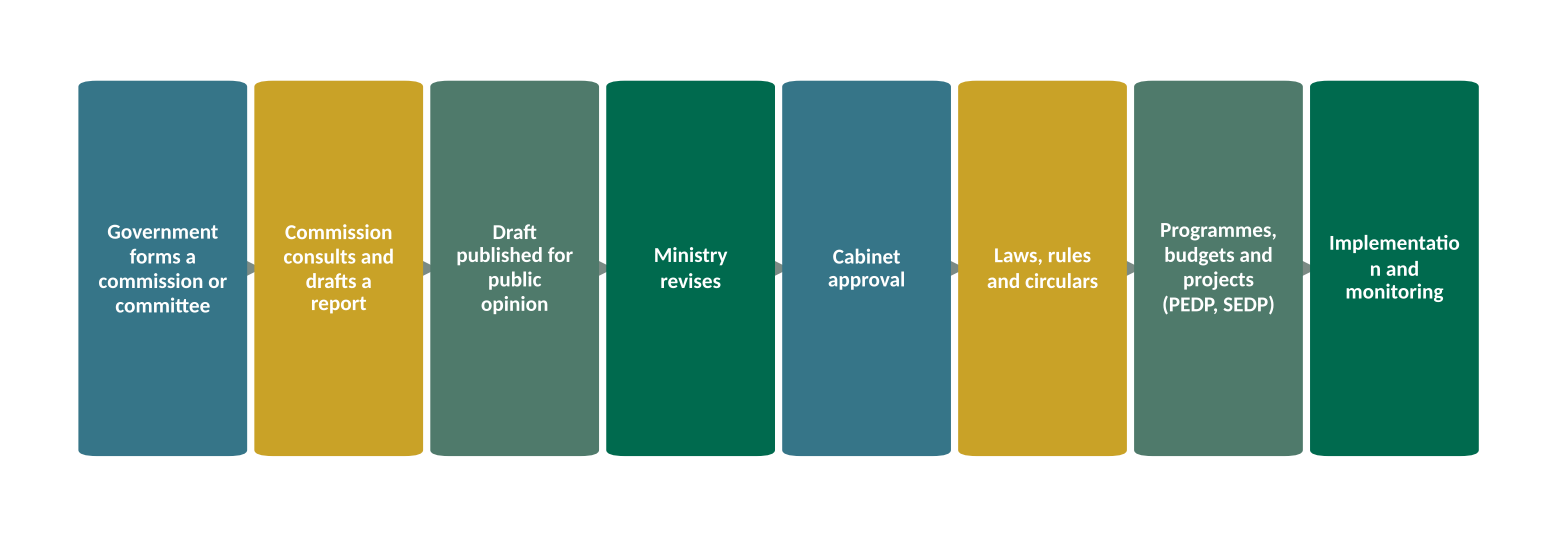 Government
forms a
commission or
committee
Commission
consults and
drafts a
report
Draft
published for
public
opinion
Ministry
revises
Cabinet
approval
Laws, rules
and circulars
Programmes,
budgets and
projects
(PEDP, SEDP)
Implementatio
n and
monitoring